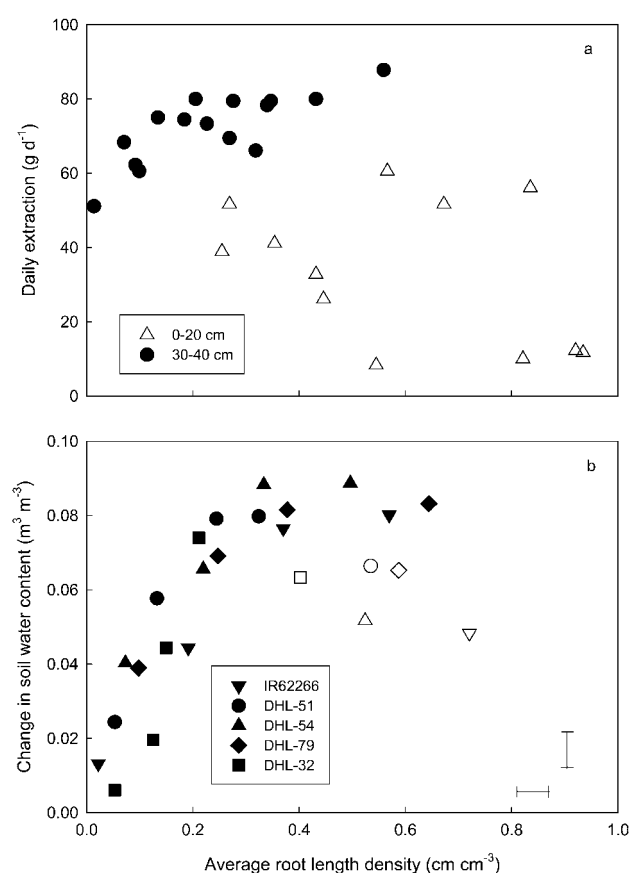 100
a
80
60
40
20
0
Daily extraction (g d⁻¹)
0-20 cm
30-40 cm
0.10
b
0.08
0.06
0.04
0.02
0.00
Change in soil water content (m³ m⁻³)
IR62266
DHL-51
DHL-54
DHL-79
DHL-32
0.0 0.2 0.4 0.6 0.8 1.0
Average root length density (cm cm⁻³)